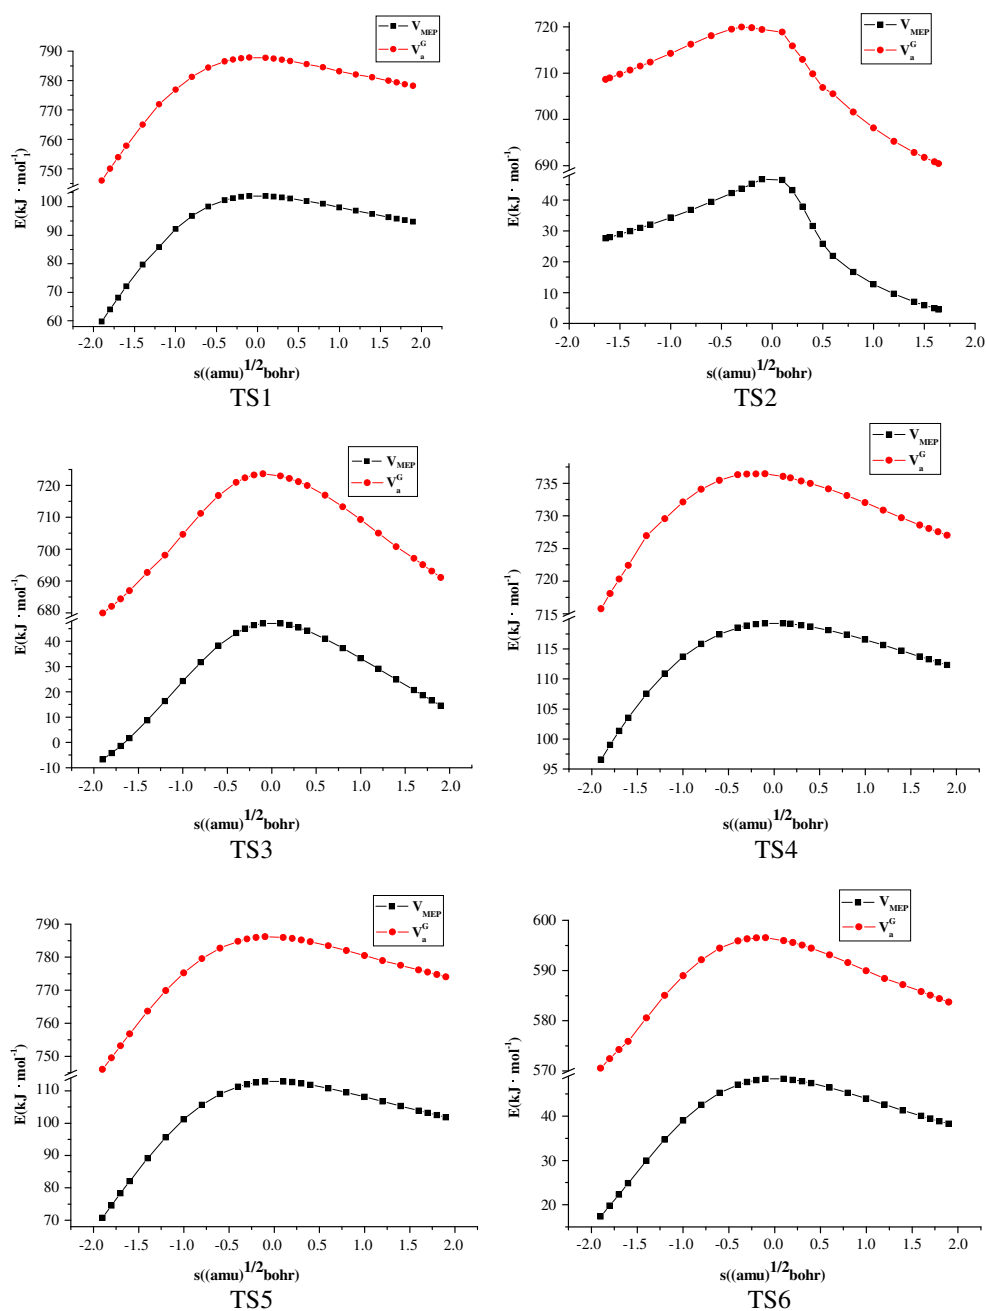 V_MEP
V_a^G
790
780
770
760
750
100
90
80
70
60
E(kJ · mol⁻¹)
-2.0 -1.5 -1.0 -0.5 0.0 0.5 1.0 1.5 2.0
s((amu)^1/2 bohr)
TS1
V_MEP
V_a^G
720
710
700
690
40
30
20
10
0
E(kJ · mol⁻¹)
-2.0 -1.5 -1.0 -0.5 0.0 0.5 1.0 1.5 2.0
s((amu)^1/2 bohr)
TS2
V_MEP
V_a^G
720
710
700
690
680
40
30
20
10
0
-10
E(kJ · mol⁻¹)
-2.0 -1.5 -1.0 -0.5 0.0 0.5 1.0 1.5 2.0
s((amu)^1/2 bohr)
TS3
V_MEP
V_a^G
735
730
725
720
715
115
110
105
100
95
E(kJ · mol⁻¹)
-2.0 -1.5 -1.0 -0.5 0.0 0.5 1.0 1.5 2.0
s((amu)^1/2 bohr)
TS4
V_MEP
V_a^G
790
780
770
760
750
110
100
90
80
70
E(kJ · mol⁻¹)
-2.0 -1.5 -1.0 -0.5 0.0 0.5 1.0 1.5 2.0
s((amu)^1/2 bohr)
TS5
V_MEP
V_a^G
600
590
580
570
40
30
20
E(kJ · mol⁻¹)
-2.0 -1.5 -1.0 -0.5 0.0 0.5 1.0 1.5 2.0
s((amu)^1/2 bohr)
TS6